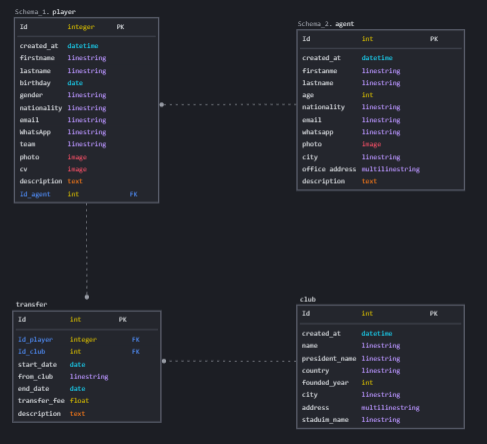 Schema_1. player
Id integer PK
created_at datetime
firstname linestring
lastname linestring
birthday date
gender linestring
nationality linestring
email linestring
WhatsApp linestring
team linestring
photo image
cv image
description text
Id_agent int FK
Schema_2. agent
Id int PK
created_at datetime
firstanme linestring
lastname linestring
age int
nationality linestring
email linestring
whatsapp linestring
photo image
city linestring
office address multilinestring
description text
transfer
Id int PK
id_player integer FK
id_club int FK
start_date date
from_club linestring
end_date date
transfer_fee float
description text
club
Id int PK
created_at datetime
name linestring
president_name linestring
country linestring
founded_year int
city linestring
address multilinestring
staduim_name linestring